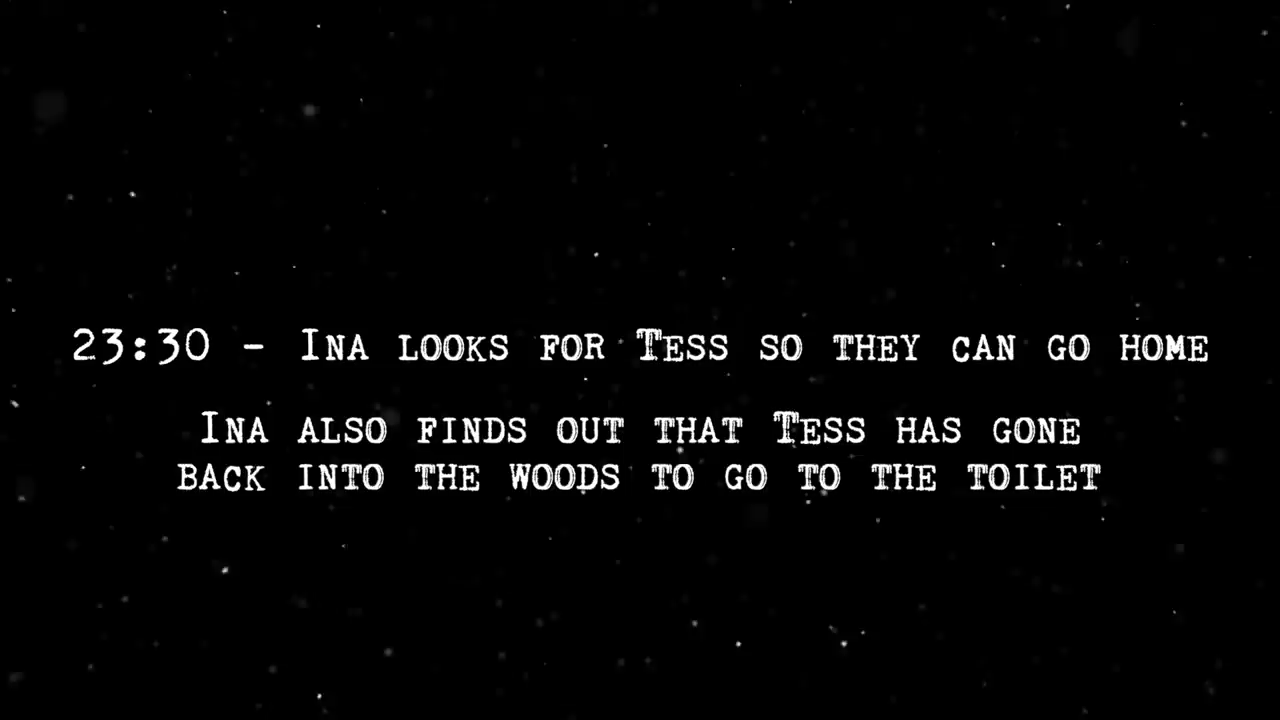 23:30 - Ina looks for Tess so they can go home
Ina also finds out that Tess has gone
back into the woods to go to the toilet